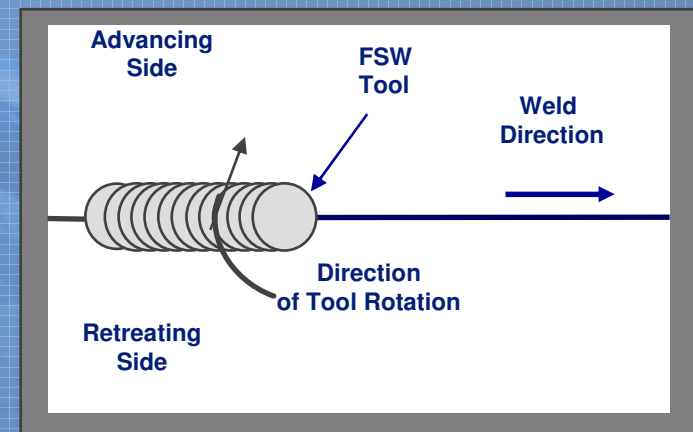 Advancing
Side
FSW
Tool
Weld
Direction
Direction
of Tool Rotation
Retreating
Side